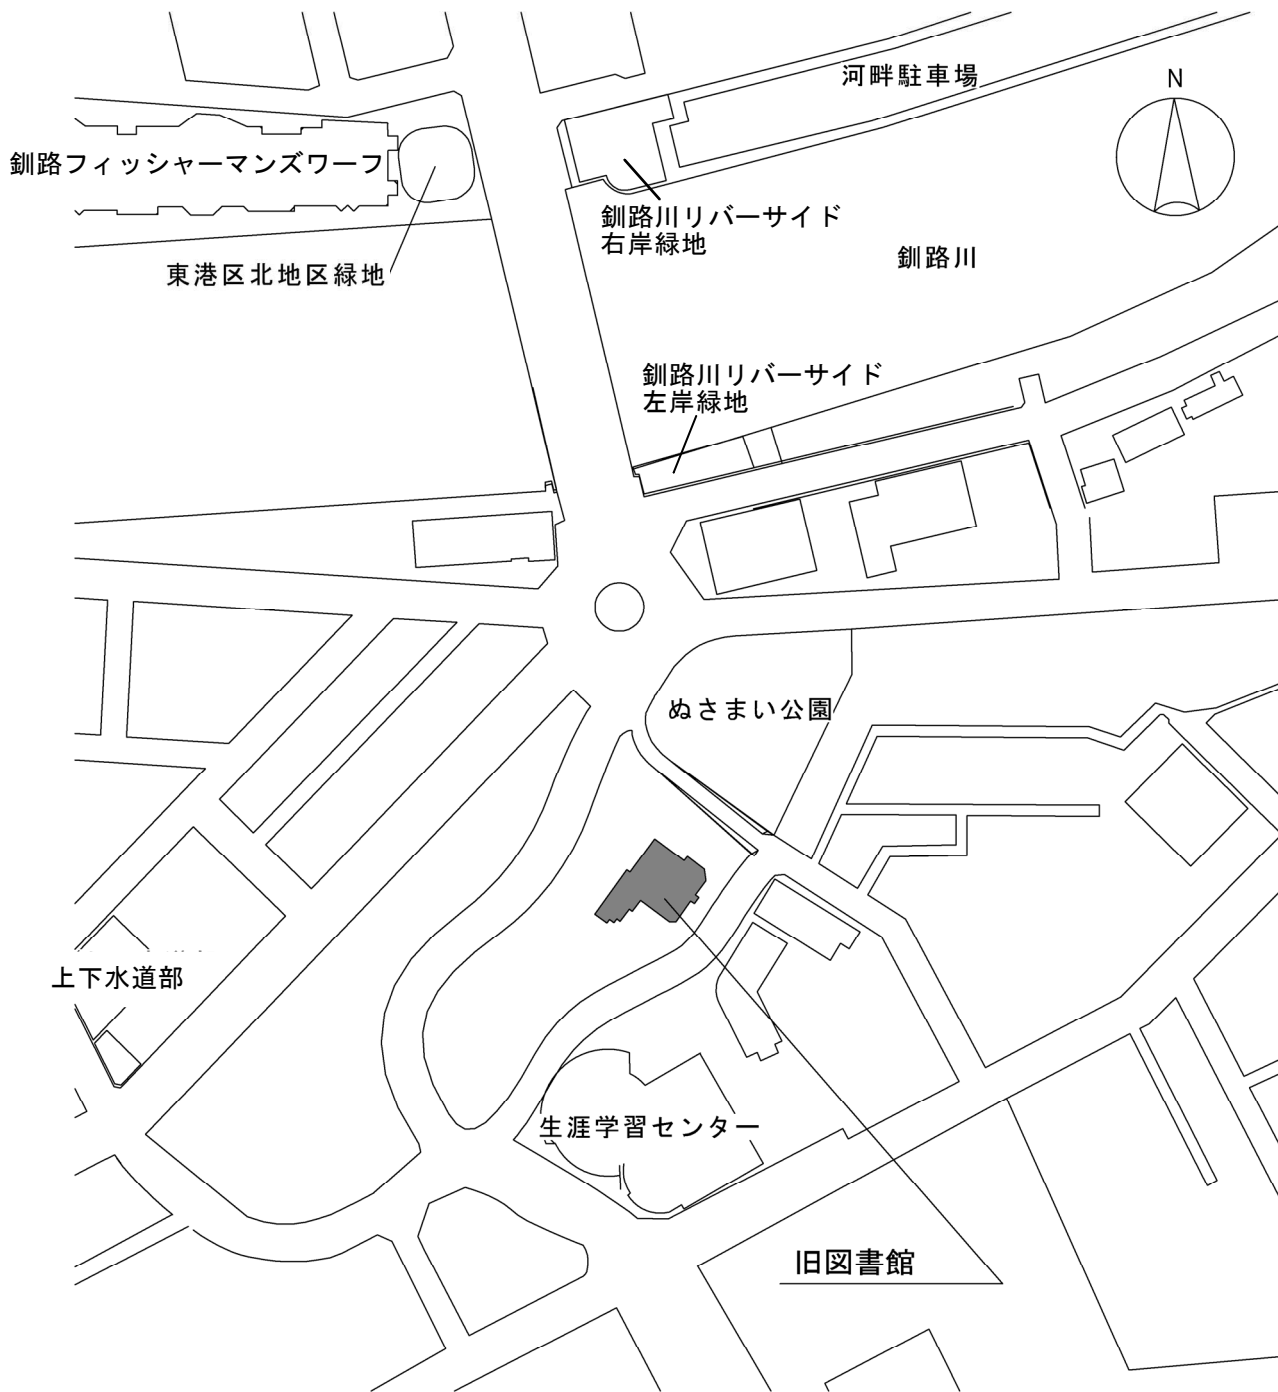 河畔駐車場
N
釧路フィッシャーマンズワーフ
釧路川リバーサイド
右岸緑地
釧路川
東港区北地区緑地
釧路川リバーサイド
左岸緑地
ぬさまい公園
上下水道部
生涯学習センター
旧図書館